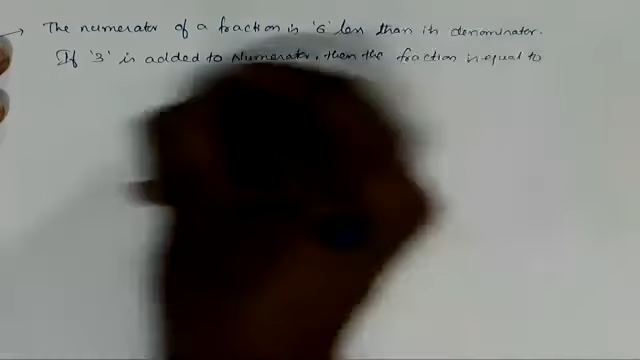 The numerator of a fraction is '6' less than its denominator.
If '3' is added to Numerator, then the fraction is equal to